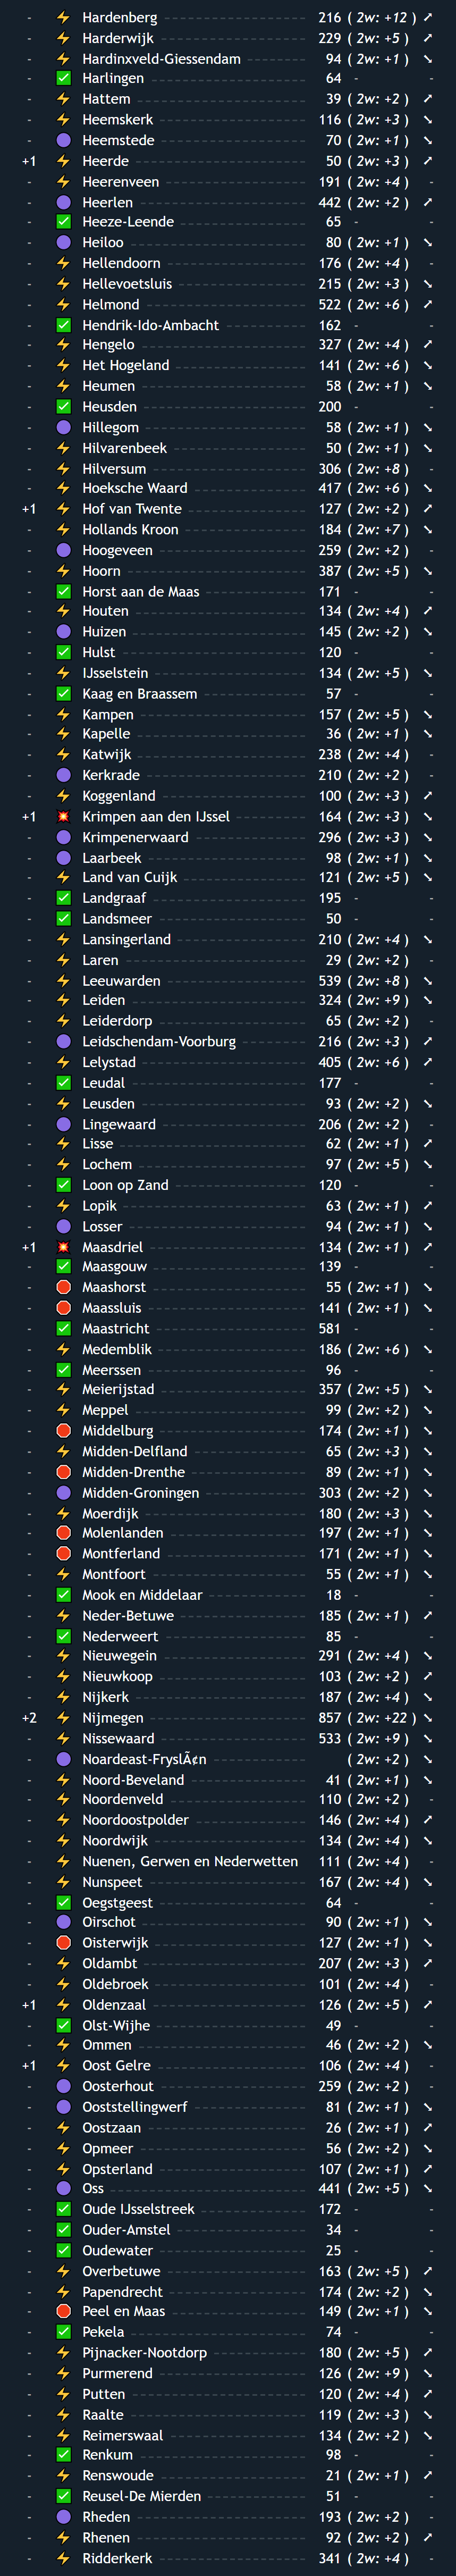 - ⚡ Hardenberg 216 ( 2w: +12 ) ➚
- ⚡ Harderwijk 229 ( 2w: +5 ) ➚
- ⚡ Hardinxveld-Giessendam 94 ( 2w: +1 ) ➘
- ✅ Harlingen 64 - -
- ⚡ Hattem 39 ( 2w: +2 ) ➚
- ⚡ Heemskerk 116 ( 2w: +3 ) ➘
- 🟣 Heemstede 70 ( 2w: +1 ) ➘
+1 ⚡ Heerde 50 ( 2w: +3 ) ➚
- ⚡ Heerenveen 191 ( 2w: +4 ) -
- 🟣 Heerlen 442 ( 2w: +2 ) ➚
- ✅ Heeze-Leende 65 - -
- 🟣 Heiloo 80 ( 2w: +1 ) ➘
- ⚡ Hellendoorn 176 ( 2w: +4 ) -
- ⚡ Hellevoetsluis 215 ( 2w: +3 ) ➘
- ⚡ Helmond 522 ( 2w: +6 ) ➚
- ✅ Hendrik-Ido-Ambacht 162 - -
- ⚡ Hengelo 327 ( 2w: +4 ) ➚
- ⚡ Het Hogeland 141 ( 2w: +6 ) ➘
- ⚡ Heumen 58 ( 2w: +1 ) ➘
- ✅ Heusden 200 - -
- 🟣 Hillegom 58 ( 2w: +1 ) ➘
- ⚡ Hilvarenbeek 50 ( 2w: +1 ) ➘
- ⚡ Hilversum 306 ( 2w: +8 ) -
- ⚡ Hoeksche Waard 417 ( 2w: +6 ) ➘
+1 ⚡ Hof van Twente 127 ( 2w: +2 ) ➚
- ⚡ Hollands Kroon 184 ( 2w: +7 ) ➘
- 🟣 Hoogeveen 259 ( 2w: +2 ) -
- ⚡ Hoorn 387 ( 2w: +5 ) ➘
- ✅ Horst aan de Maas 171 - -
- ⚡ Houten 134 ( 2w: +4 ) ➚
- 🟣 Huizen 145 ( 2w: +2 ) ➘
- ✅ Hulst 120 - -
- ⚡ IJsselstein 134 ( 2w: +5 ) ➘
- ✅ Kaag en Braassem 57 - -
- ⚡ Kampen 157 ( 2w: +5 ) ➘
- ⚡ Kapelle 36 ( 2w: +1 ) ➘
- ⚡ Katwijk 238 ( 2w: +4 ) -
- 🟣 Kerkrade 210 ( 2w: +2 ) -
- ⚡ Koggenland 100 ( 2w: +3 ) ➚
+1 💥 Krimpen aan den IJssel 164 ( 2w: +3 ) ➘
- 🟣 Krimpenerwaard 296 ( 2w: +3 ) ➘
- 🟣 Laarbeek 98 ( 2w: +1 ) ➘
- ⚡ Land van Cuijk 121 ( 2w: +5 ) ➘
- ✅ Landgraaf 195 - -
- ✅ Landsmeer 50 - -
- ⚡ Lansingerland 210 ( 2w: +4 ) ➘
- ⚡ Laren 29 ( 2w: +2 ) -
- ⚡ Leeuwarden 539 ( 2w: +8 ) ➘
- ⚡ Leiden 324 ( 2w: +9 ) ➘
- ⚡ Leiderdorp 65 ( 2w: +2 ) -
- 🟣 Leidschendam-Voorburg 216 ( 2w: +3 ) ➚
- ⚡ Lelystad 405 ( 2w: +6 ) ➚
- ✅ Leudal 177 - -
- ⚡ Leusden 93 ( 2w: +2 ) ➘
- 🟣 Lingewaard 206 ( 2w: +2 ) -
- ⚡ Lisse 62 ( 2w: +1 ) ➚
- ⚡ Lochem 97 ( 2w: +5 ) ➘
- ✅ Loon op Zand 120 - -
- ⚡ Lopik 63 ( 2w: +1 ) ➚
- 🟣 Losser 94 ( 2w: +1 ) ➘
+1 💥 Maasdriel 134 ( 2w: +1 ) ➚
- ✅ Maasgouw 139 - -
- 🛑 Maashorst 55 ( 2w: +1 ) ➘
- 🛑 Maassluis 141 ( 2w: +1 ) ➘
- ✅ Maastricht 581 - -
- ⚡ Medemblik 186 ( 2w: +6 ) ➘
- ✅ Meerssen 96 - -
- ⚡ Meierijstad 357 ( 2w: +5 ) ➘
- ⚡ Meppel 99 ( 2w: +2 ) ➘
- 🛑 Middelburg 174 ( 2w: +1 ) ➘
- ⚡ Midden-Delfland 65 ( 2w: +3 ) ➘
- 🛑 Midden-Drenthe 89 ( 2w: +1 ) ➘
- 🟣 Midden-Groningen 303 ( 2w: +2 ) ➘
- ⚡ Moerdijk 180 ( 2w: +3 ) ➘
- 🛑 Molenlanden 197 ( 2w: +1 ) ➘
- 🛑 Montferland 171 ( 2w: +1 ) ➘
- ⚡ Montfoort 55 ( 2w: +1 ) ➘
- ✅ Mook en Middelaar 18 - -
- ⚡ Neder-Betuwe 185 ( 2w: +1 ) ➚
- ✅ Nederweert 85 - -
- ⚡ Nieuwegein 291 ( 2w: +4 ) ➘
- ⚡ Nieuwkoop 103 ( 2w: +2 ) ➚
- ⚡ Nijkerk 187 ( 2w: +4 ) ➘
+2 ⚡ Nijmegen 857 ( 2w: +22 ) ➘
- ⚡ Nissewaard 533 ( 2w: +9 ) ➘
- 🟣 Noardeast-FryslÃ¢n ( 2w: +2 ) ➘
- ⚡ Noord-Beveland 41 ( 2w: +1 ) ➘
- ⚡ Noordenveld 110 ( 2w: +2 ) -
- ⚡ Noordoostpolder 146 ( 2w: +4 ) ➚
- ⚡ Noordwijk 134 ( 2w: +4 ) ➘
- ⚡ Nuenen, Gerwen en Nederwetten 111 ( 2w: +4 ) -
- ⚡ Nunspeet 167 ( 2w: +4 ) ➘
- ✅ Oegstgeest 64 - -
- 🟣 Oirschot 90 ( 2w: +1 ) ➘
- 🛑 Oisterwijk 127 ( 2w: +1 ) ➘
- ⚡ Oldambt 207 ( 2w: +3 ) ➚
- ⚡ Oldebroek 101 ( 2w: +4 ) -
+1 ⚡ Oldenzaal 126 ( 2w: +5 ) ➚
- ✅ Olst-Wijhe 49 - -
- ⚡ Ommen 46 ( 2w: +2 ) ➘
+1 ⚡ Oost Gelre 106 ( 2w: +4 ) -
- 🟣 Oosterhout 259 ( 2w: +2 ) -
- 🟣 Ooststellingwerf 81 ( 2w: +1 ) ➘
- ⚡ Oostzaan 26 ( 2w: +1 ) ➚
- ⚡ Opmeer 56 ( 2w: +2 ) ➘
- ⚡ Opsterland 107 ( 2w: +1 ) ➚
- 🟣 Oss 441 ( 2w: +5 ) ➘
- ✅ Oude IJsselstreek 172 - -
- ✅ Ouder-Amstel 34 - -
- ✅ Oudewater 25 - -
- ⚡ Overbetuwe 163 ( 2w: +5 ) ➚
- ⚡ Papendrecht 174 ( 2w: +2 ) ➘
- 🛑 Peel en Maas 149 ( 2w: +1 ) ➘
- ✅ Pekela 74 - -
- ⚡ Pijnacker-Nootdorp 180 ( 2w: +5 ) ➚
- ⚡ Purmerend 126 ( 2w: +9 ) ➘
- ⚡ Putten 120 ( 2w: +4 ) ➚
- ⚡ Raalte 119 ( 2w: +3 ) ➘
- ⚡ Reimerswaal 134 ( 2w: +2 ) ➘
- ✅ Renkum 98 - -
- ⚡ Renswoude 21 ( 2w: +1 ) ➚
- ✅ Reusel-De Mierden 51 - -
- 🟣 Rheden 193 ( 2w: +2 ) -
- ⚡ Rhenen 92 ( 2w: +2 ) ➚
- ⚡ Ridderkerk 341 ( 2w: +4 ) -